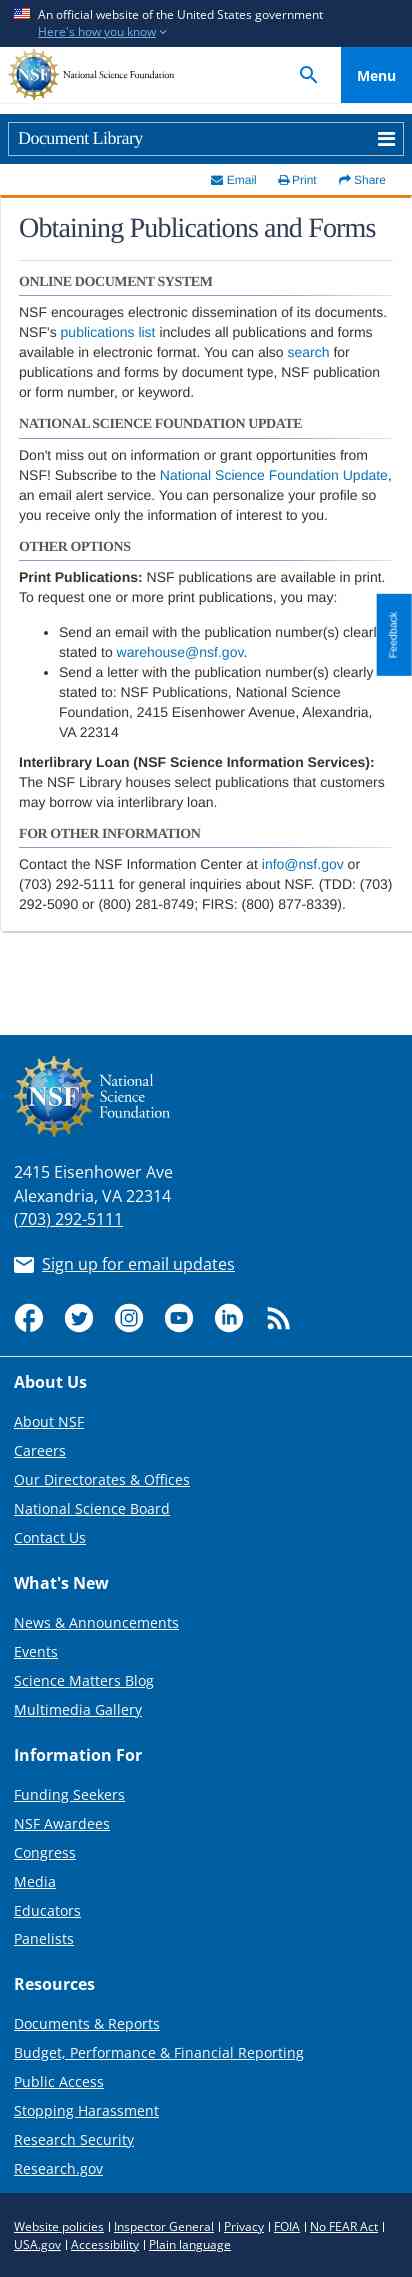 An official website of the United States government
Here's how you know
NSF
National Science Foundation
Menu
Document Library
Email
Print
Share
Obtaining Publications and Forms
ONLINE DOCUMENT SYSTEM
NSF encourages electronic dissemination of its documents.
NSF's publications list includes all publications and forms
available in electronic format. You can also search for
publications and forms by document type, NSF publication
or form number, or keyword.
NATIONAL SCIENCE FOUNDATION UPDATE
Don't miss out on information or grant opportunities from
NSF! Subscribe to the National Science Foundation Update,
an email alert service. You can personalize your profile so
you receive only the information of interest to you.
OTHER OPTIONS
Print Publications: NSF publications are available in print.
To request one or more print publications, you may:
Feedback
• Send an email with the publication number(s) clearl
stated to warehouse@nsf.gov.
• Send a letter with the publication number(s) clearly
stated to: NSF Publications, National Science
Foundation, 2415 Eisenhower Avenue, Alexandria,
VA 22314
Interlibrary Loan (NSF Science Information Services):
The NSF Library houses select publications that customers
may borrow via interlibrary loan.
FOR OTHER INFORMATION
Contact the NSF Information Center at info@nsf.gov or
(703) 292-5111 for general inquiries about NSF. (TDD: (703)
292-5090 or (800) 281-8749; FIRS: (800) 877-8339).
NSF
National
Science
Foundation
2415 Eisenhower Ave
Alexandria, VA 22314
(703) 292-5111
Sign up for email updates
About Us
About NSF
Careers
Our Directorates & Offices
National Science Board
Contact Us
What's New
News & Announcements
Events
Science Matters Blog
Multimedia Gallery
Information For
Funding Seekers
NSF Awardees
Congress
Media
Educators
Panelists
Resources
Documents & Reports
Budget, Performance & Financial Reporting
Public Access
Stopping Harassment
Research Security
Research.gov
Website policies | Inspector General | Privacy | FOIA | No FEAR Act |
USA.gov | Accessibility | Plain language